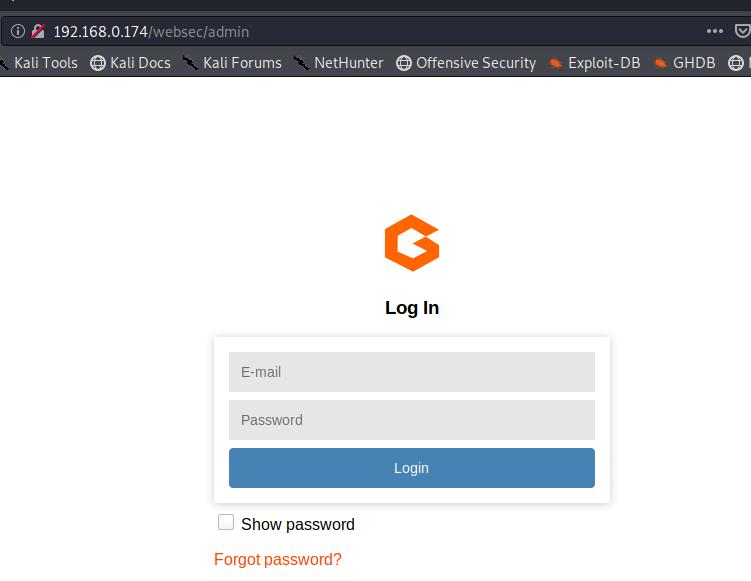 192.168.0.174/websec/admin
Kali Tools Kali Docs Kali Forums NetHunter Offensive Security Exploit-DB GHDB
Log In
E-mail
Password
Login
Show password
Forgot password?